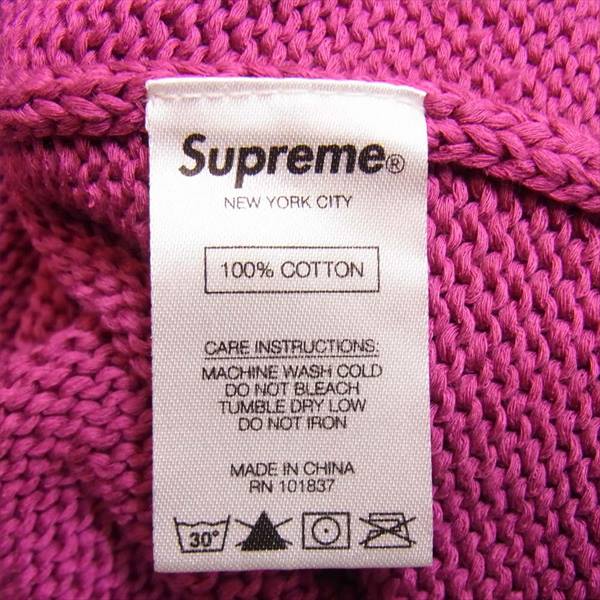 Supreme®
NEW YORK CITY
100% COTTON
CARE INSTRUCTIONS:
MACHINE WASH COLD
DO NOT BLEACH
TUMBLE DRY LOW
DO NOT IRON
MADE IN CHINA
RN 101837
30°